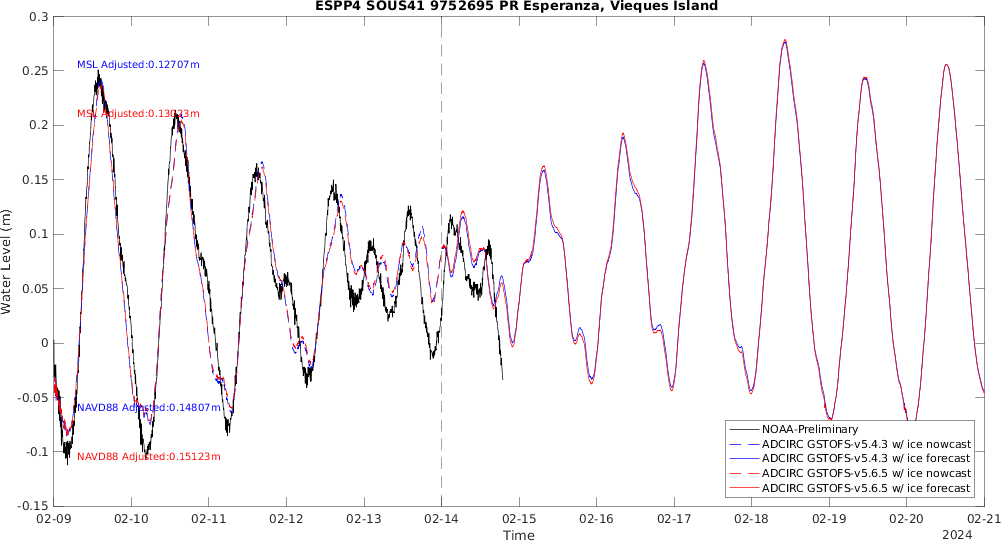 ESPP4 SOUS41 9752695 PR Esperanza, Vieques Island
0.3
0.25
0.2
0.15
0.1
0.05
0
-0.05
-0.1
-0.15
Water Level (m)
MSL Adjusted:0.12707m
MSL Adjusted:0.13023m
NAVD88 Adjusted:0.14807m
NAVD88 Adjusted:0.15123m
NOAA-Preliminary
ADCIRC GSTOFS-v5.4.3 w/ ice nowcast
ADCIRC GSTOFS-v5.4.3 w/ ice forecast
ADCIRC GSTOFS-v5.6.5 w/ ice nowcast
ADCIRC GSTOFS-v5.6.5 w/ ice forecast
02-09 02-10 02-11 02-12 02-13 02-14 02-15 02-16 02-17 02-18 02-19 02-20 02-21
Time
2024